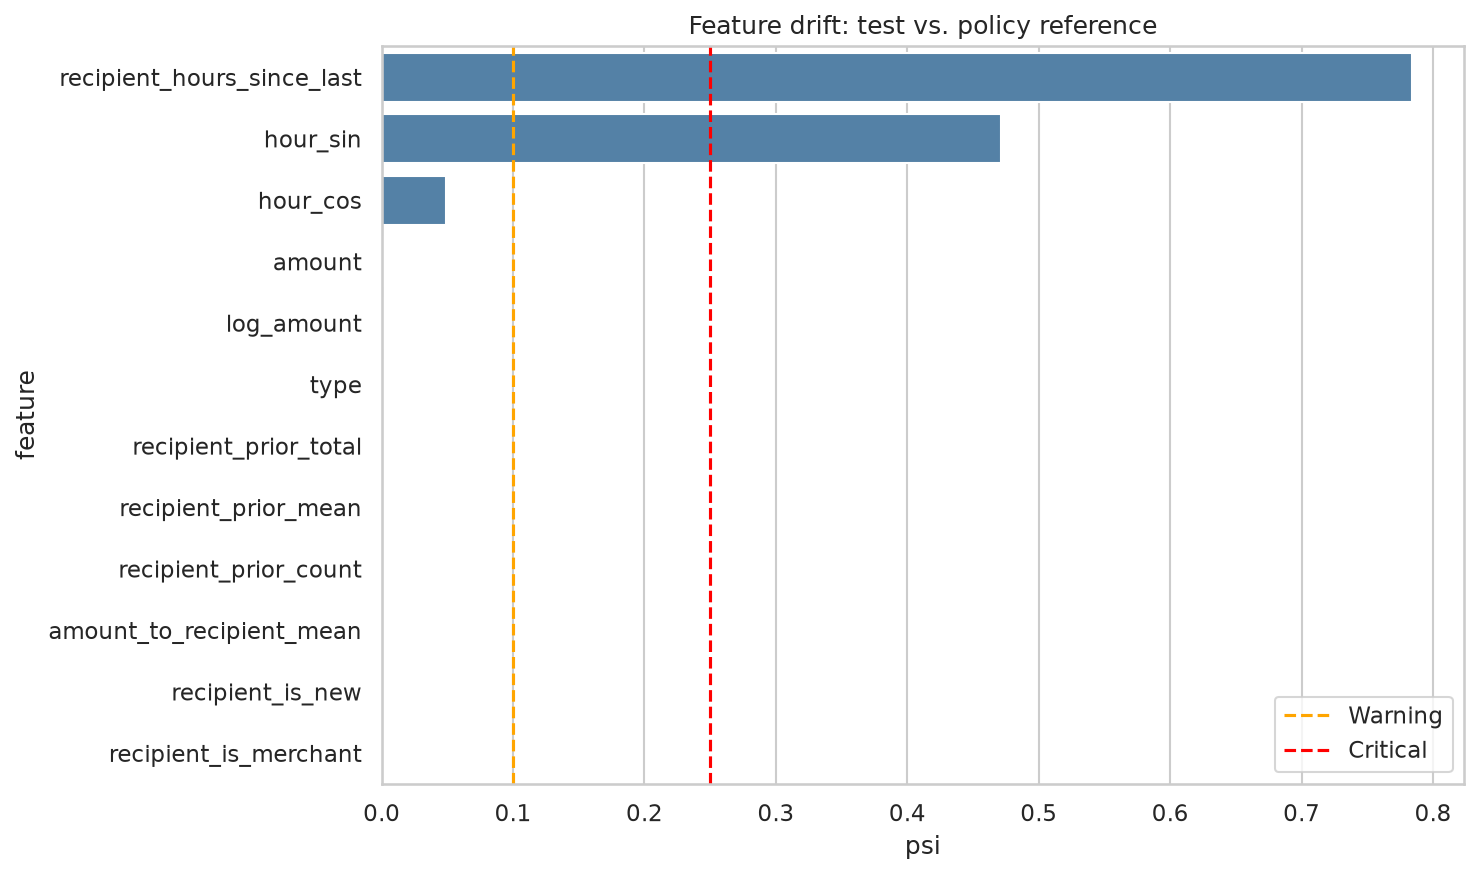 Feature drift: test vs. policy reference
recipient_hours_since_last
hour_sin
hour_cos
amount
log_amount
type
recipient_prior_total
recipient_prior_mean
recipient_prior_count
amount_to_recipient_mean
recipient_is_new
recipient_is_merchant
feature
Warning
Critical
0.0 0.1 0.2 0.3 0.4 0.5 0.6 0.7 0.8
psi